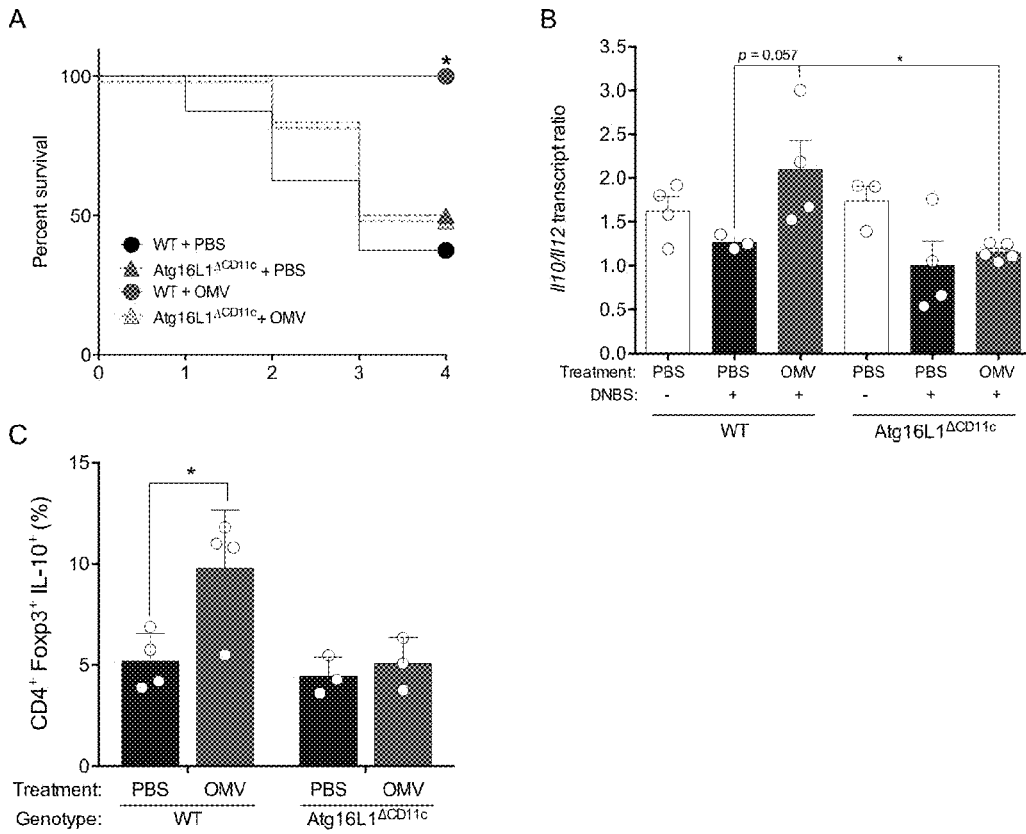 A
Percent survival
100
50
0
WT + PBS
Atg16L1ΔCD11c + PBS
WT + OMV
Atg16L1ΔCD11c + OMV
0 1 2 3 4
*
B
Il10/Il12 transcript ratio
3.5
3.0
2.5
2.0
1.5
1.0
0.5
0.0
p = 0.057
*
Treatment: PBS PBS OMV PBS PBS OMV
DNBS: - + + - + +
WT Atg16L1ΔCD11c
C
CD4+ Foxp3+ IL-10+ (%)
15
10
5
0
*
Treatment: PBS OMV PBS OMV
Genotype: WT Atg16L1ΔCD11c